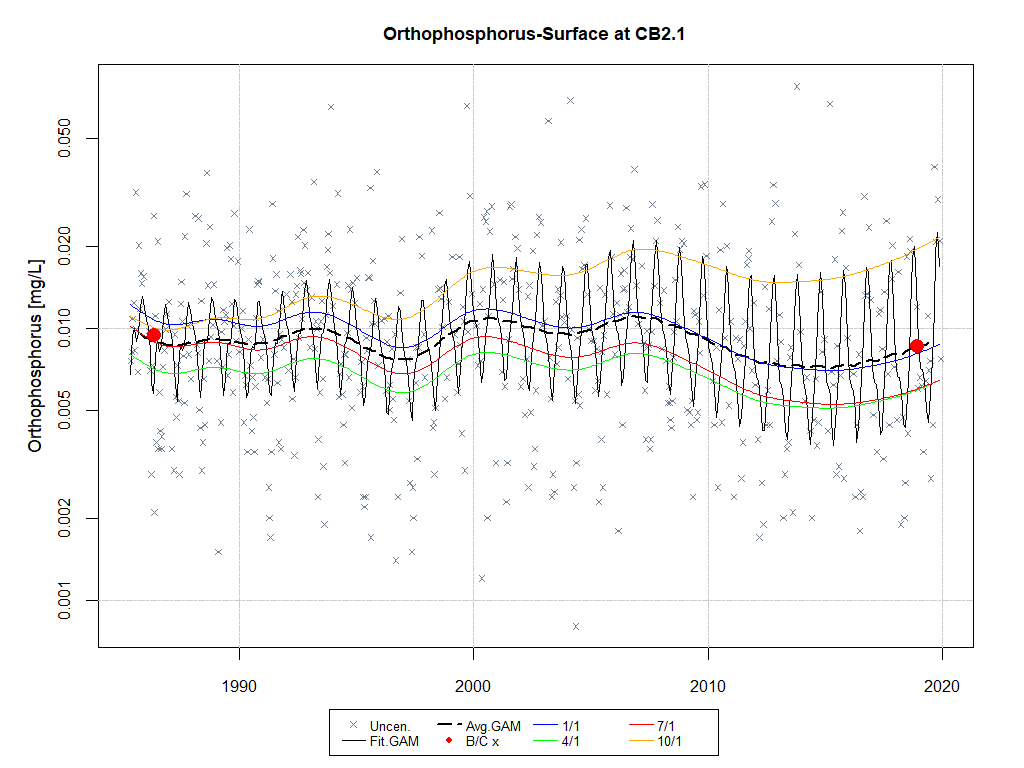 Orthophosphorus-Surface at CB2.1
Orthophosphorus [mg/L]
0.050
0.020
0.010
0.005
0.002
0.001
1990 2000 2010 2020
Uncen. Avg.GAM 1/1 7/1
Fit.GAM B/C x 4/1 10/1